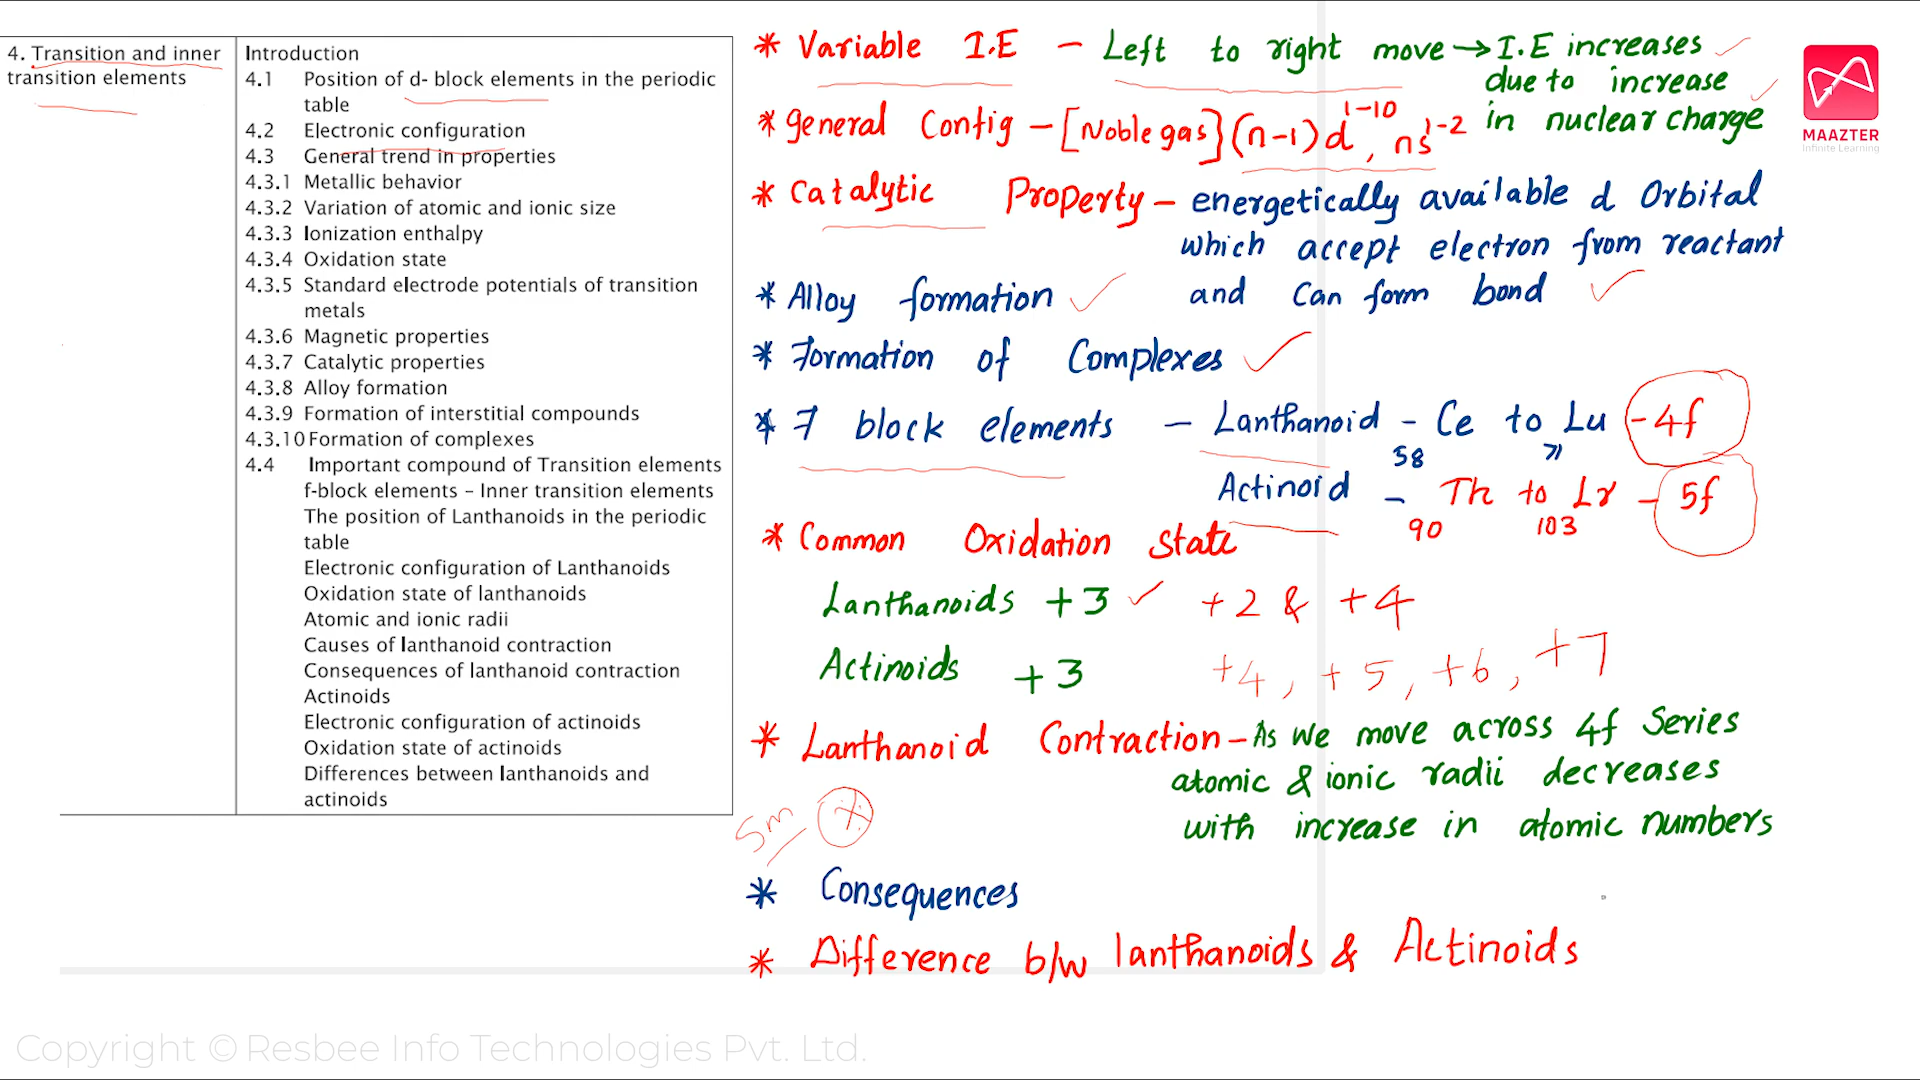 4. Transition and inner
transition elements
Introduction
4.1 Position of d- block elements in the periodic
table
4.2 Electronic configuration
4.3 General trend in properties
4.3.1 Metallic behavior
4.3.2 Variation of atomic and ionic size
4.3.3 Ionization enthalpy
4.3.4 Oxidation state
4.3.5 Standard electrode potentials of transition
metals
4.3.6 Magnetic properties
4.3.7 Catalytic properties
4.3.8 Alloy formation
4.3.9 Formation of interstitial compounds
4.3.10 Formation of complexes
4.4 Important compound of Transition elements
f-block elements – Inner transition elements
The position of Lanthanoids in the periodic
table
Electronic configuration of Lanthanoids
Oxidation state of lanthanoids
Atomic and ionic radii
Causes of lanthanoid contraction
Consequences of lanthanoid contraction
Actinoids
Electronic configuration of actinoids
Oxidation state of actinoids
Differences between lanthanoids and
actinoids
* Variable I.E – Left to right move → I.E increases
due to increase
in nuclear charge
* General Config – [Noble gas] (n-1)d^1-10, ns^1-2
* Catalytic Property – energetically available d Orbital
which accept electron from reactant
and can form bond
* Alloy formation
* Formation of Complexes
* F block elements – Lanthanoid – Ce to Lu – 4f
58 71
Actinoid – Th to Lr – 5f
90 103
* Common Oxidation state
Lanthanoids +3 +2 & +4
Actinoids +3 +4, +5, +6, +7
* Lanthanoid Contraction – As we move across 4f Series
atomic & ionic radii decreases
with increase in atomic numbers
5m
* Consequences
* Difference b/w lanthanoids & Actinoids
MAAZTER
Infinite Learning
Copyright © Resbee Info Technologies Pvt. Ltd.